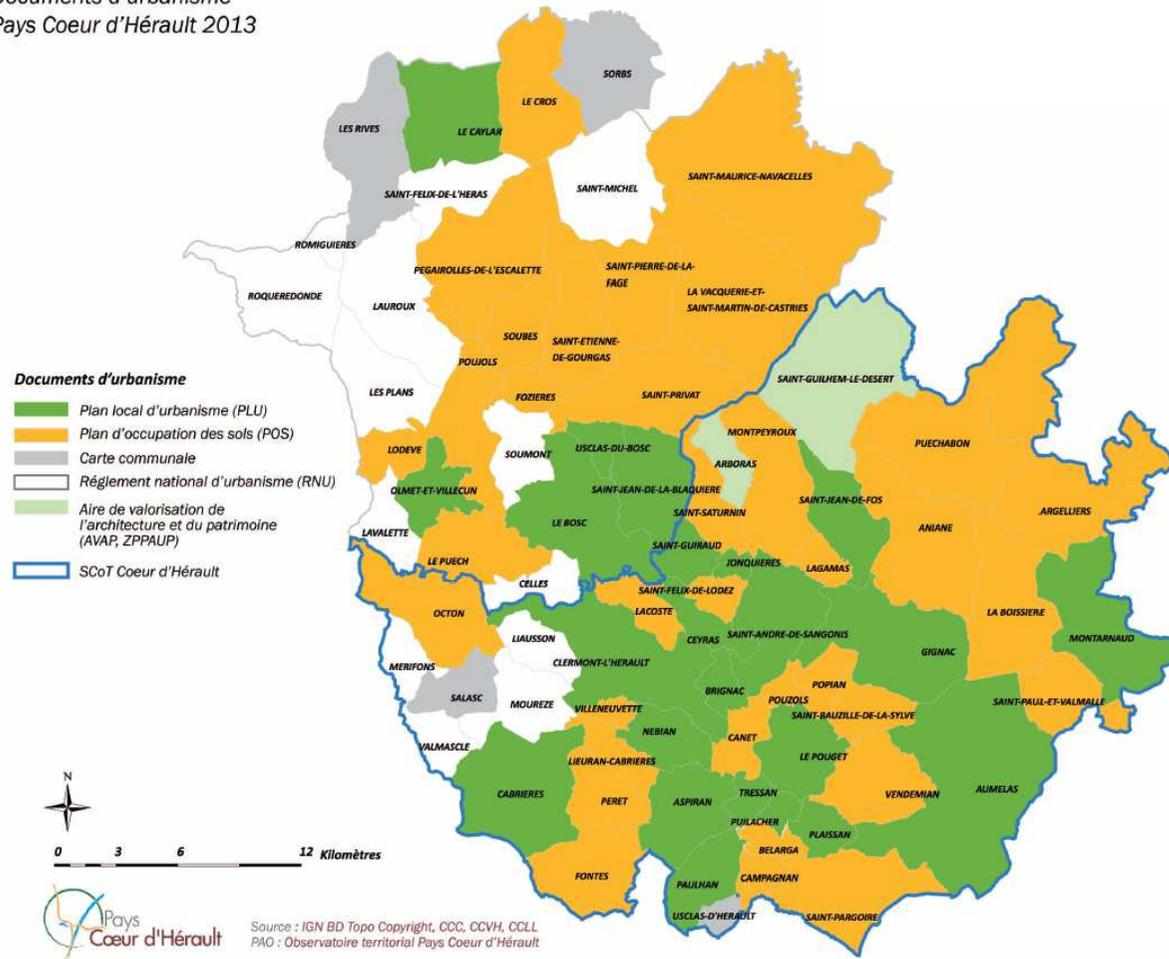 Documents d'urbanisme
Pays Coeur d'Hérault 2013
SORBS
LE CROS
LES RIVES
LE CAYLAR
SAINT-MAURICE-NAVACELLES
SAINT-MICHEL
SAINT-FELIX-DE-L'HERAS
ROMIGUIERES
PEGAIROLLES-DE-L'ESCALETTE
SAINT-PIERRE-DE-LA-
FAGE
ROQUEREDONDE
LA VACQUERIE-ET-
SAINT-MARTIN-DE-CASTRIES
LAUROUX
SOUBES
SAINT-ETIENNE-
DE-GOURGAS
POUJOLS
SAINT-GUILHEM-LE-DESERT
LES PLANS
FOZIERES
SAINT-PRIVAT
Documents d'urbanisme
Plan local d'urbanisme (PLU)
Plan d'occupation des sols (POS)
Carte communale
Réglement national d'urbanisme (RNU)
Aire de valorisation de
l'architecture et du patrimoine
(AVAP, ZPPAUP)
SCoT Coeur d'Hérault
MONTPEYROUX
PUECHABON
LODEVE
SOUMONT
USCLAS-DU-BOSC
ARBORAS
OLMET-ET-VILLECUN
SAINT-JEAN-DE-LA-BLAQUIERE
SAINT-JEAN-DE-FOS
SAINT-SATURNIN
ARGELLIERS
LE BOSC
ANIANE
LAVALETTE
SAINT-GUIRAUD
LE PUECH
JONQUIERES
LAGAMAS
CELLES
SAINT-FELIX-DE-LODEZ
OCTON
LACOSTE
LA BOISSIERE
LIAUSSON
CEYRAS
SAINT-ANDRE-DE-SANGONIS
MONTARNAUD
GIGNAC
MERIFONS
CLERMONT-L'HERAULT
SALASC
BRIGNAC
POPIAN
MOUREZE
POUZOLS
SAINT-PAUL-ET-VALMALLE
VILLENEUVETTE
SAINT-BAUZILLE-DE-LA-SYLVE
NEBIAN
CANET
VALMASCLE
LIEURAN-CABRIERES
LE POUGET
CABRIERES
PERET
ASPIRAN
TRESSAN
VENDEMIAN
AUMELAS
PUILACHER
PLAISSAN
BELARGA
FONTES
CAMPAGNAN
PAULHAN
USCLAS-D'HERAULT
SAINT-PARGOIRE
N
0 3 6 12 Kilomètres
Pays
Cœur d'Hérault
Source : IGN BD Topo Copyright, CCC, CCVH, CCLL
PAO : Observatoire territorial Pays Coeur d'Hérault